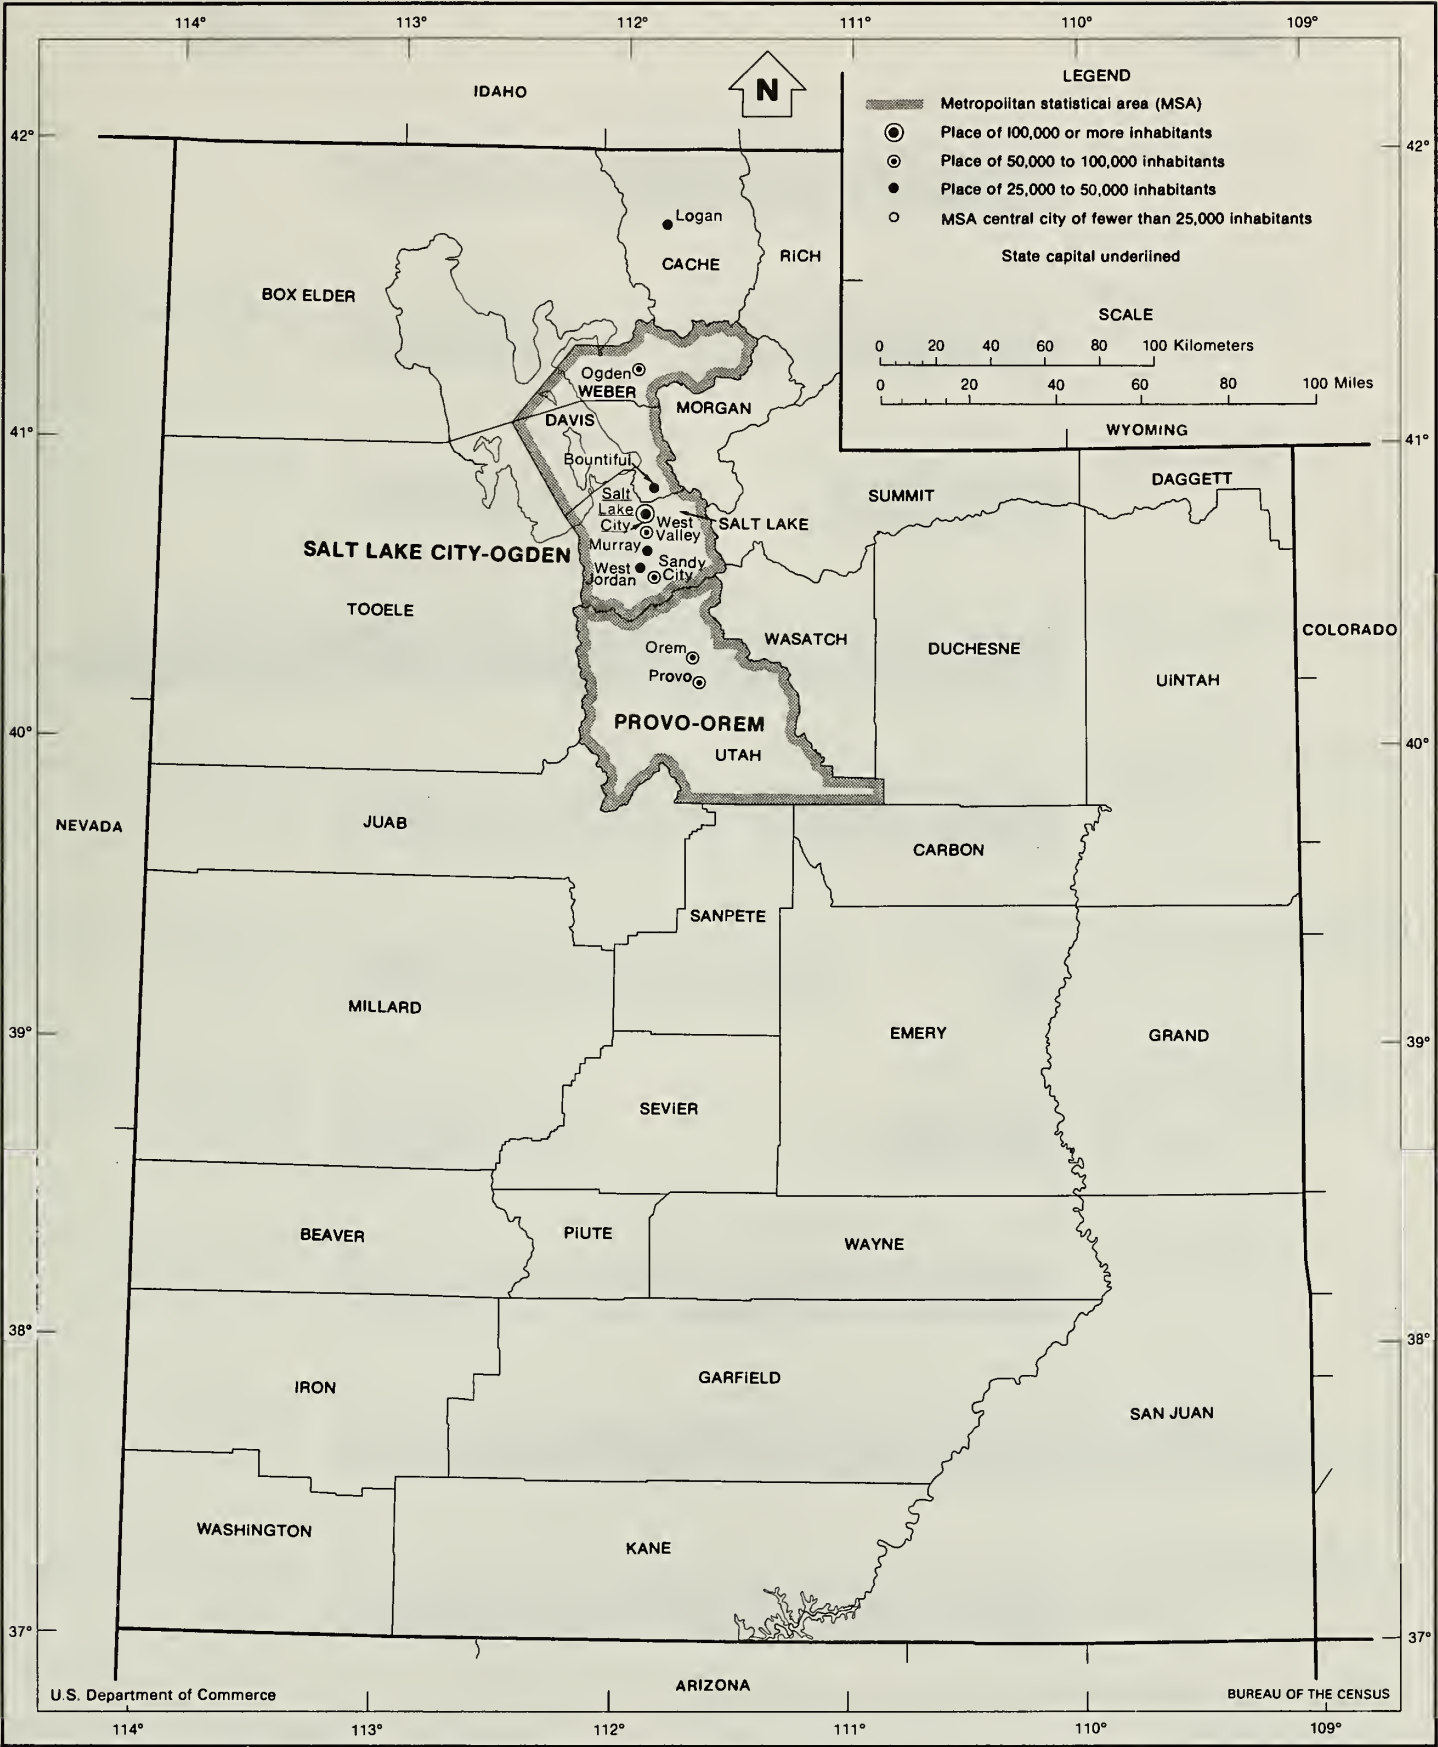 114°
113°
112°
111°
110°
109°
IDAHO
N
LEGEND
Metropolitan statistical area (MSA)
Place of 100,000 or more inhabitants
Place of 50,000 to 100,000 inhabitants
Place of 25,000 to 50,000 inhabitants
MSA central city of fewer than 25,000 inhabitants
State capital underlined
SCALE
0 20 40 60 80 100 Kilometers
0 20 40 60 80 100 Miles
WYOMING
42°
42°
Logan
CACHE
RICH
BOX ELDER
Ogden
WEBER
MORGAN
DAVIS
41°
41°
Bountiful
DAGGETT
SUMMIT
Salt
Lake
City
West
Valley
SALT LAKE
SALT LAKE CITY-OGDEN
Murray
West
Jordan
Sandy
City
TOOELE
WASATCH
DUCHESNE
COLORADO
UINTAH
Orem
Provo
PROVO-OREM
UTAH
40°
40°
NEVADA
JUAB
CARBON
SANPETE
MILLARD
EMERY
GRAND
39°
39°
SEVIER
BEAVER
PIUTE
WAYNE
38°
38°
IRON
GARFIELD
SAN JUAN
WASHINGTON
KANE
37°
37°
ARIZONA
U.S. Department of Commerce
BUREAU OF THE CENSUS
114°
113°
112°
111°
110°
109°